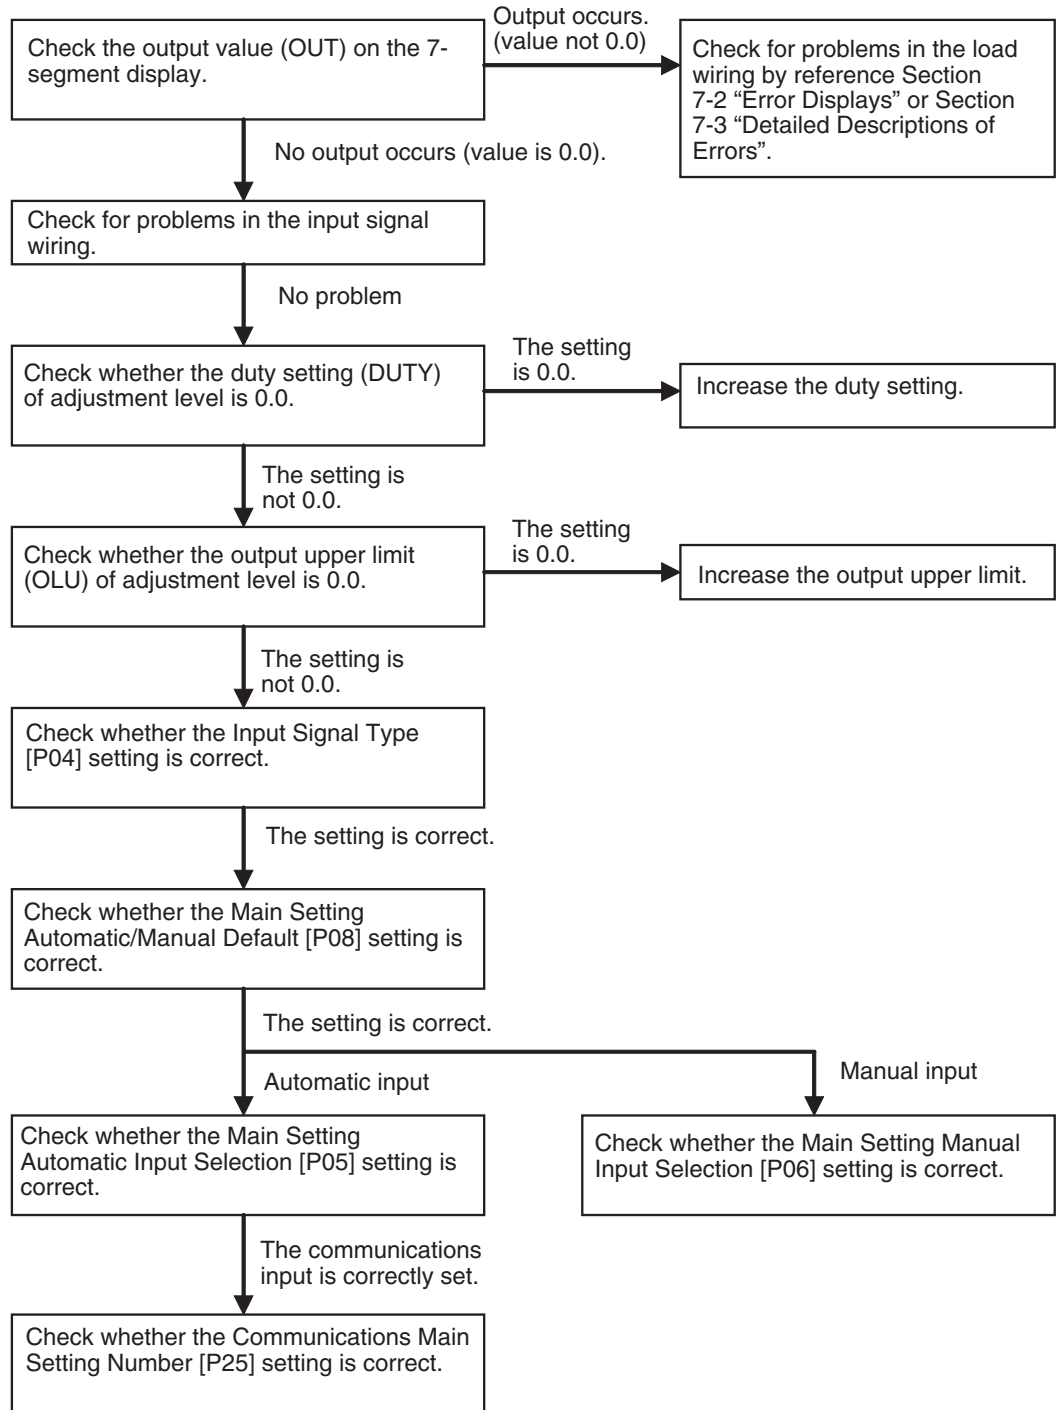 Check the output value (OUT) on the 7-
segment display.
Output occurs.
(value not 0.0)
Check for problems in the load
wiring by reference Section
7-2 “Error Displays” or Section
7-3 “Detailed Descriptions of
Errors”.
No output occurs (value is 0.0).
Check for problems in the input signal
wiring.
No problem
Check whether the duty setting (DUTY)
of adjustment level is 0.0.
The setting
is 0.0.
Increase the duty setting.
The setting is
not 0.0.
Check whether the output upper limit
(OLU) of adjustment level is 0.0.
The setting
is 0.0.
Increase the output upper limit.
The setting is
not 0.0.
Check whether the Input Signal Type
[P04] setting is correct.
The setting is correct.
Check whether the Main Setting
Automatic/Manual Default [P08] setting is
correct.
The setting is correct.
Automatic input
Manual input
Check whether the Main Setting
Automatic Input Selection [P05] setting is
correct.
Check whether the Main Setting Manual
Input Selection [P06] setting is correct.
The communications
input is correctly set.
Check whether the Communications Main
Setting Number [P25] setting is correct.